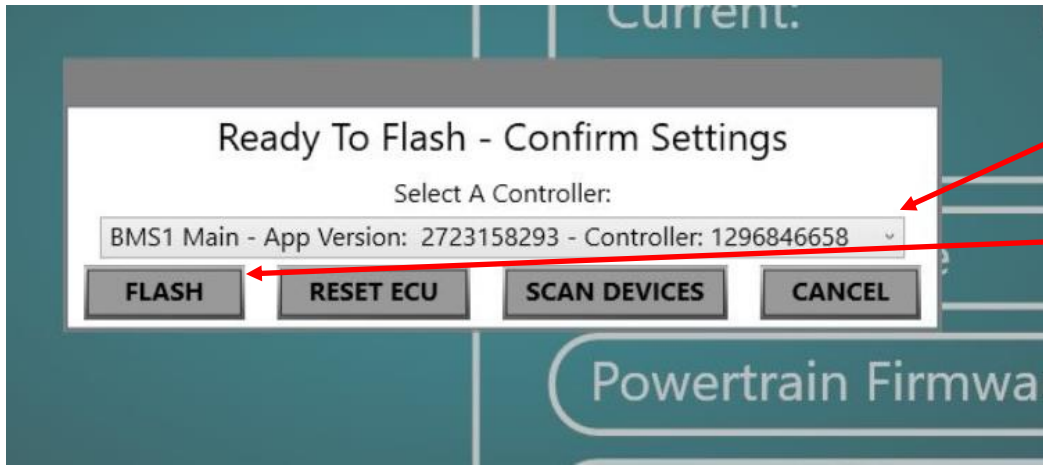 Current:
Ready To Flash - Confirm Settings
Select A Controller:
BMS1 Main - App Version: 2723158293 - Controller: 1296846658
FLASH
RESET ECU
SCAN DEVICES
CANCEL
Powertrain Firmwa